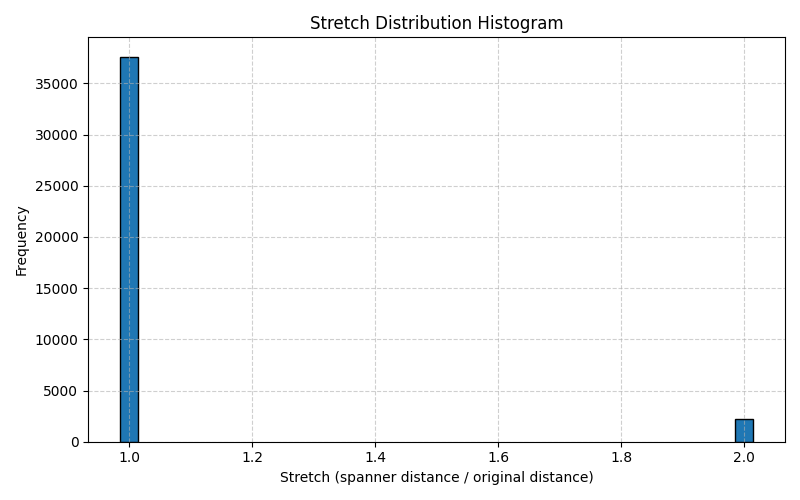 Stretch Distribution Histogram
Frequency
35000
30000
25000
20000
15000
10000
5000
0
1.0 1.2 1.4 1.6 1.8 2.0
Stretch (spanner distance / original distance)